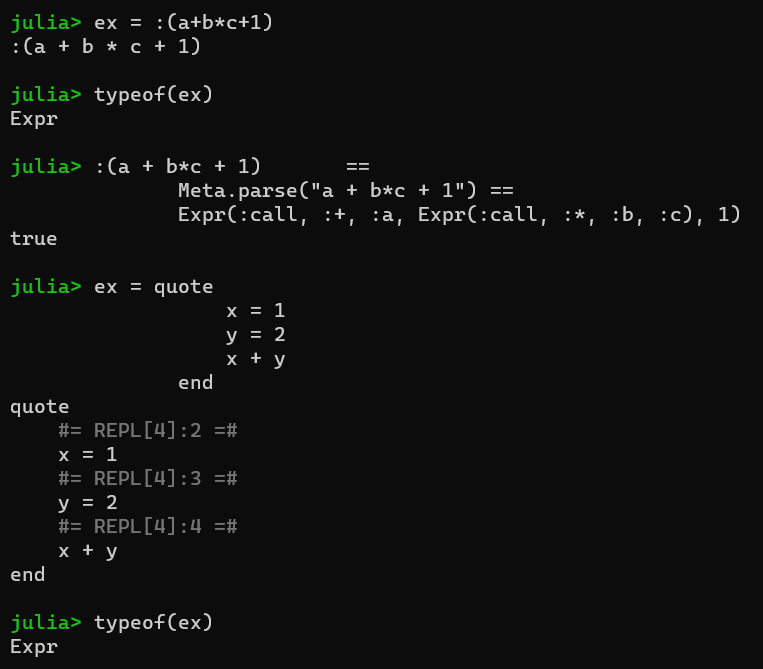 julia> ex = :(a+b*c+1)
:(a + b * c + 1)

julia> typeof(ex)
Expr

julia> :(a + b*c + 1)       ==
              Meta.parse("a + b*c + 1") ==
              Expr(:call, :+, :a, Expr(:call, :*, :b, :c), 1)
true

julia> ex = quote
                  x = 1
                  y = 2
                  x + y
              end
quote
    #= REPL[4]:2 =#
    x = 1
    #= REPL[4]:3 =#
    y = 2
    #= REPL[4]:4 =#
    x + y
end

julia> typeof(ex)
Expr